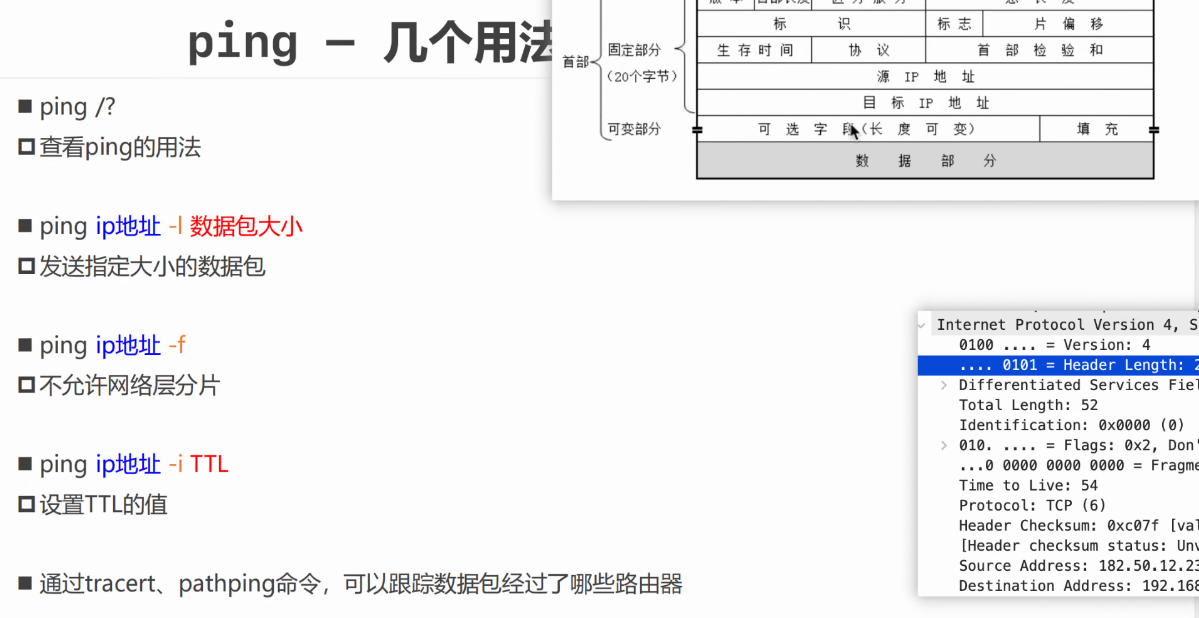 ping – 几个用法
ping /?
查看ping的用法
ping ip地址 -l 数据包大小
发送指定大小的数据包
ping ip地址 -f
不允许网络层分片
ping ip地址 -i TTL
设置TTL的值
通过tracert、pathping命令，可以跟踪数据包经过了哪些路由器
首部
固定部分
（20个字节）
可变部分
标 识 标 志 片 偏 移
生 存 时 间 协 议 首 部 检 验 和
源 IP 地 址
目 标 IP 地 址
可 选 字 段（长 度 可 变） 填 充
数 据 部 分
Internet Protocol Version 4, S
0100 .... = Version: 4
.... 0101 = Header Length: 2
Differentiated Services Fiel
Total Length: 52
Identification: 0x0000 (0)
010. .... = Flags: 0x2, Don'
...0 0000 0000 0000 = Fragme
Time to Live: 54
Protocol: TCP (6)
Header Checksum: 0xc07f [val
[Header checksum status: Unv
Source Address: 182.50.12.23
Destination Address: 192.168